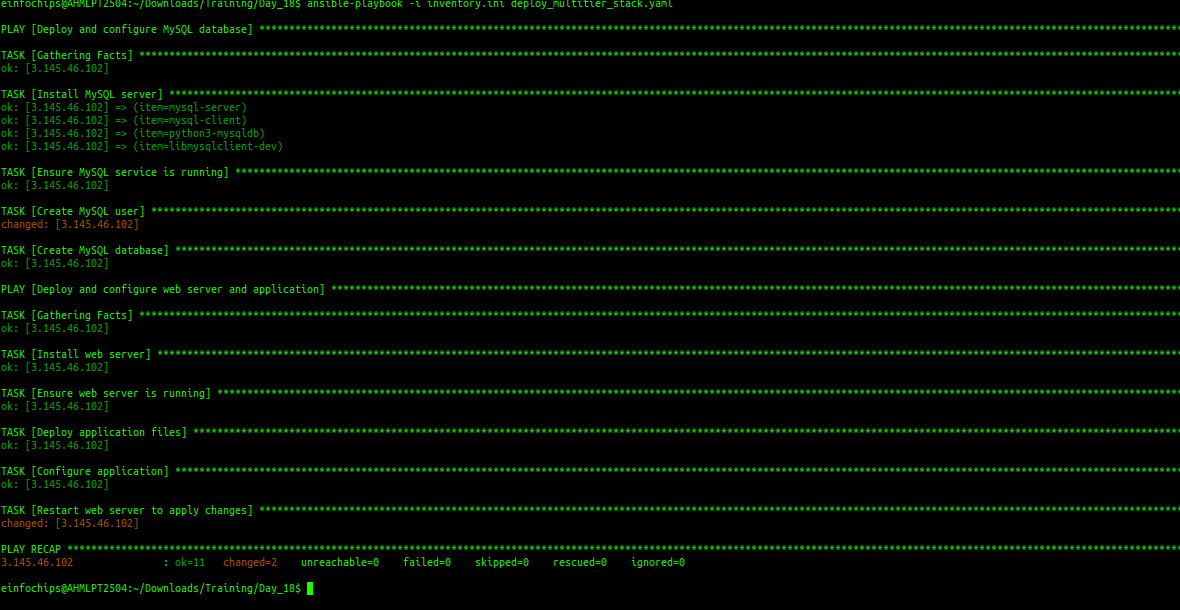 einfochips@AHMLPT2504:~/Downloads/Training/Day_18$ ansible-playbook -i inventory.ini deploy_multitier_stack.yaml
PLAY [Deploy and configure MySQL database] *************************************************************************************************************************************************************
TASK [Gathering Facts] *************************************************************************************************************************************************************
ok: [3.145.46.102]
TASK [Install MySQL server] *************************************************************************************************************************************************************
ok: [3.145.46.102] => (item=mysql-server)
ok: [3.145.46.102] => (item=mysql-client)
ok: [3.145.46.102] => (item=python3-mysqldb)
ok: [3.145.46.102] => (item=libmysqlclient-dev)
TASK [Ensure MySQL service is running] *************************************************************************************************************************************************************
ok: [3.145.46.102]
TASK [Create MySQL user] *************************************************************************************************************************************************************
changed: [3.145.46.102]
TASK [Create MySQL database] *************************************************************************************************************************************************************
ok: [3.145.46.102]
PLAY [Deploy and configure web server and application] *************************************************************************************************************************************************************
TASK [Gathering Facts] *************************************************************************************************************************************************************
ok: [3.145.46.102]
TASK [Install web server] *************************************************************************************************************************************************************
ok: [3.145.46.102]
TASK [Ensure web server is running] *************************************************************************************************************************************************************
ok: [3.145.46.102]
TASK [Deploy application files] *************************************************************************************************************************************************************
ok: [3.145.46.102]
TASK [Configure application] *************************************************************************************************************************************************************
ok: [3.145.46.102]
TASK [Restart web server to apply changes] *************************************************************************************************************************************************************
changed: [3.145.46.102]
PLAY RECAP *************************************************************************************************************************************************************
3.145.46.102               : ok=11   changed=2    unreachable=0    failed=0    skipped=0    rescued=0    ignored=0
einfochips@AHMLPT2504:~/Downloads/Training/Day_18$